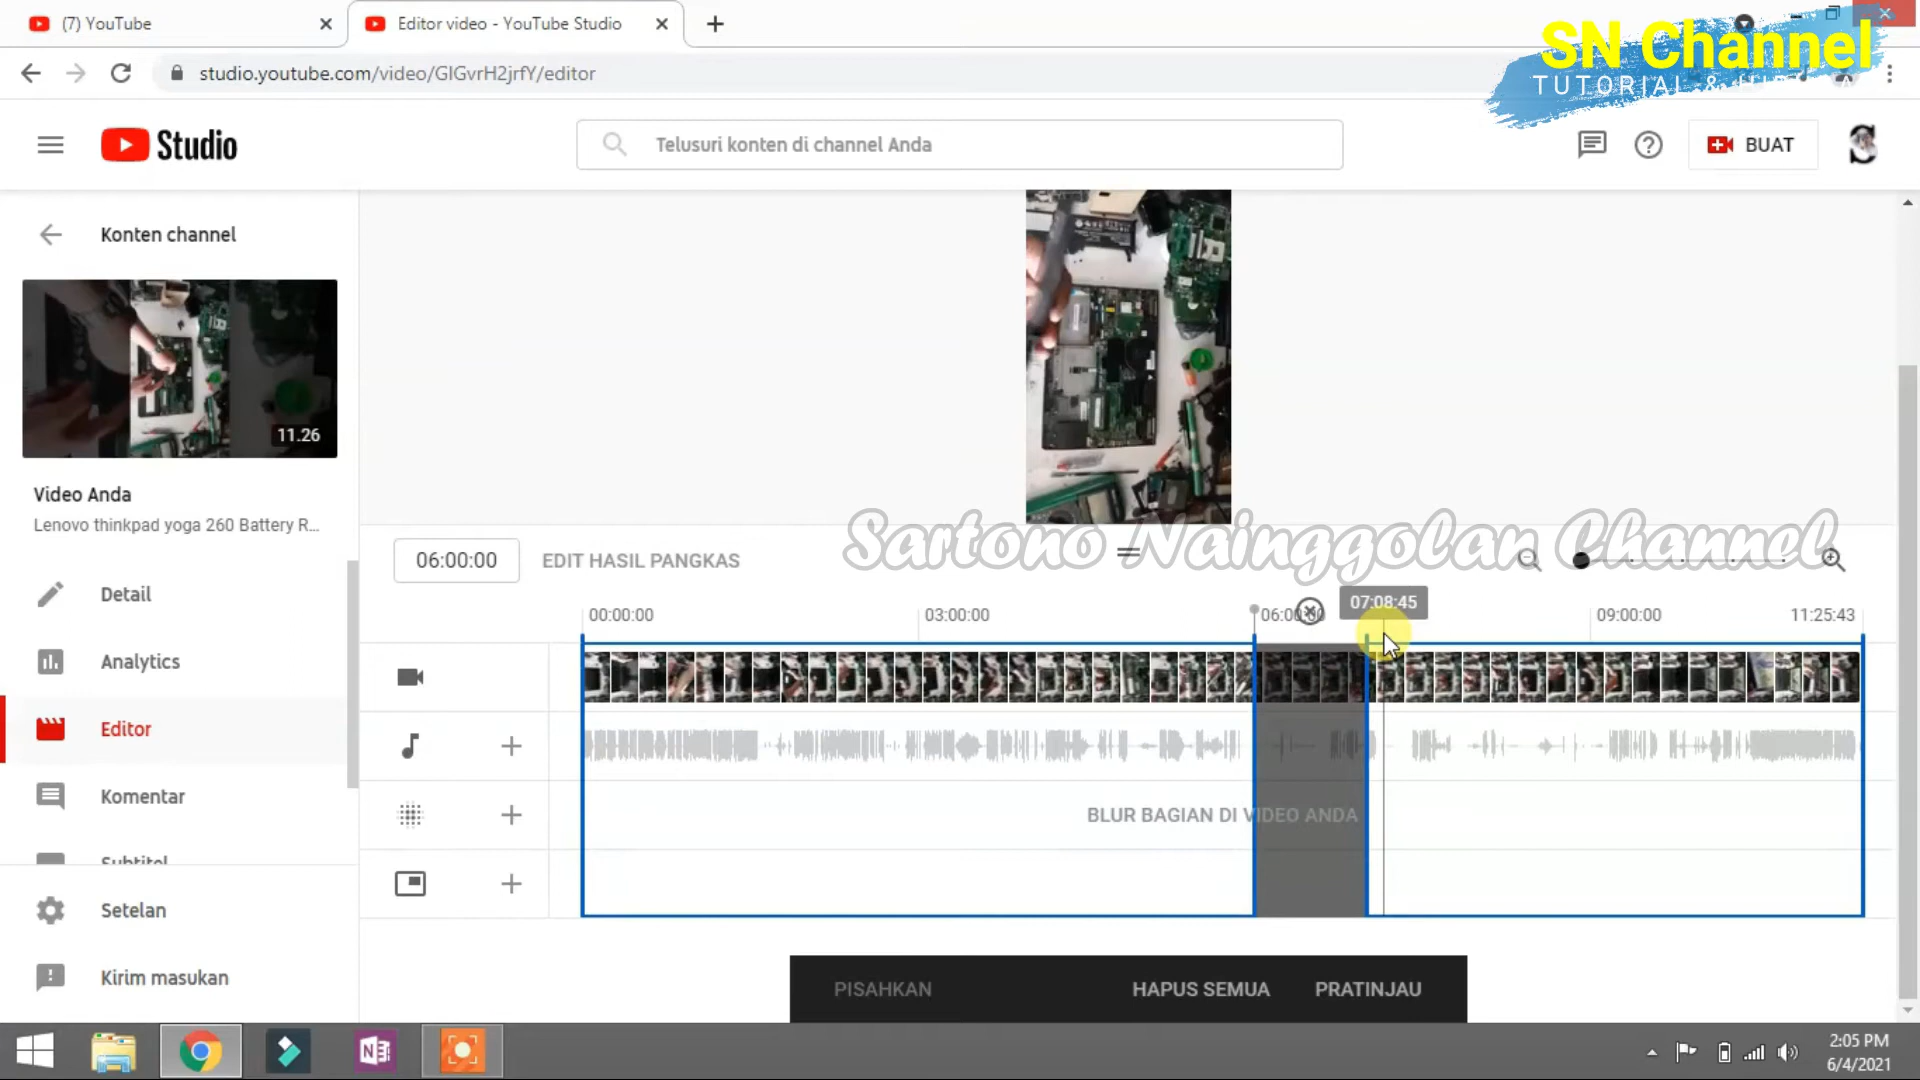 (7) YouTube
Editor video - YouTube Studio
SN Channel
TUTORIAL &
studio.youtube.com/video/GIGvrH2jrfY/editor
Studio
Telusuri konten di channel Anda
BUAT
Konten channel
11.26
Video Anda
Lenovo thinkpad yoga 260 Battery R...
Sartono Nainggolan Channel
06:00:00
EDIT HASIL PANGKAS
07:08:45
00:00:00
03:00:00
06:00:00
09:00:00
11:25:43
Detail
Analytics
Editor
Komentar
Subtitel
BLUR BAGIAN DI VIDEO ANDA
Setelan
Kirim masukan
PISAHKAN
HAPUS SEMUA
PRATINJAU
N
2:05 PM
6/4/2021